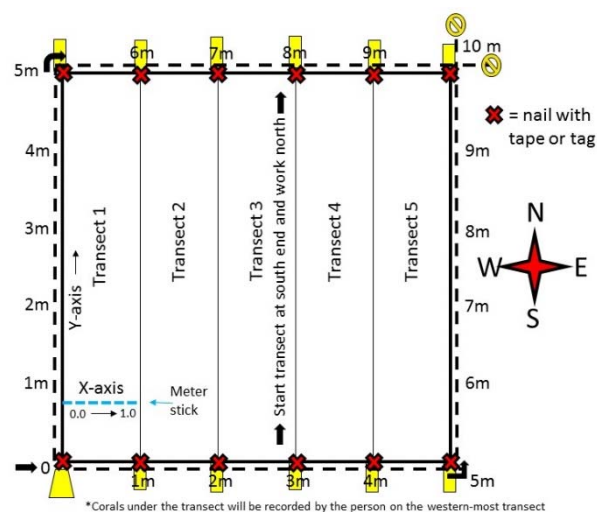 6m 7m 8m 9m 10 m
5m
= nail with
tape or tag
4m 9m
3m 8m
2m 7m
1m 6m
0 1m 2m 3m 4m 5m
Transect 1
Transect 2
Transect 3
Start transect at south end and work north
Transect 4
Transect 5
N
W E
S
Y-axis
X-axis
0.0 1.0
Meter
stick
*Corals under the transect will be recorded by the person on the western-most transect